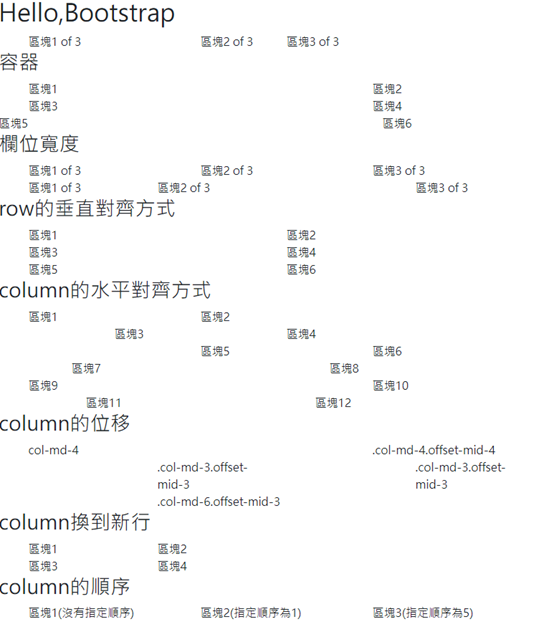 Hello,Bootstrap
區塊1 of 3 區塊2 of 3 區塊3 of 3
容器
區塊1 區塊2
區塊3 區塊4
區塊5 區塊6
欄位寬度
區塊1 of 3 區塊2 of 3 區塊3 of 3
區塊1 of 3 區塊2 of 3 區塊3 of 3
row的垂直對齊方式
區塊1 區塊2
區塊3 區塊4
區塊5 區塊6
column的水平對齊方式
區塊1 區塊2
區塊3 區塊4
區塊5 區塊6
區塊7 區塊8
區塊9 區塊10
區塊11 區塊12
column的位移
col-md-4 .col-md-4.offset-mid-4
.col-md-3.offset- .col-md-3.offset-
mid-3 mid-3
.col-md-6.offset-mid-3
column換到新行
區塊1 區塊2
區塊3 區塊4
column的順序
區塊1(沒有指定順序) 區塊2(指定順序為1) 區塊3(指定順序為5)